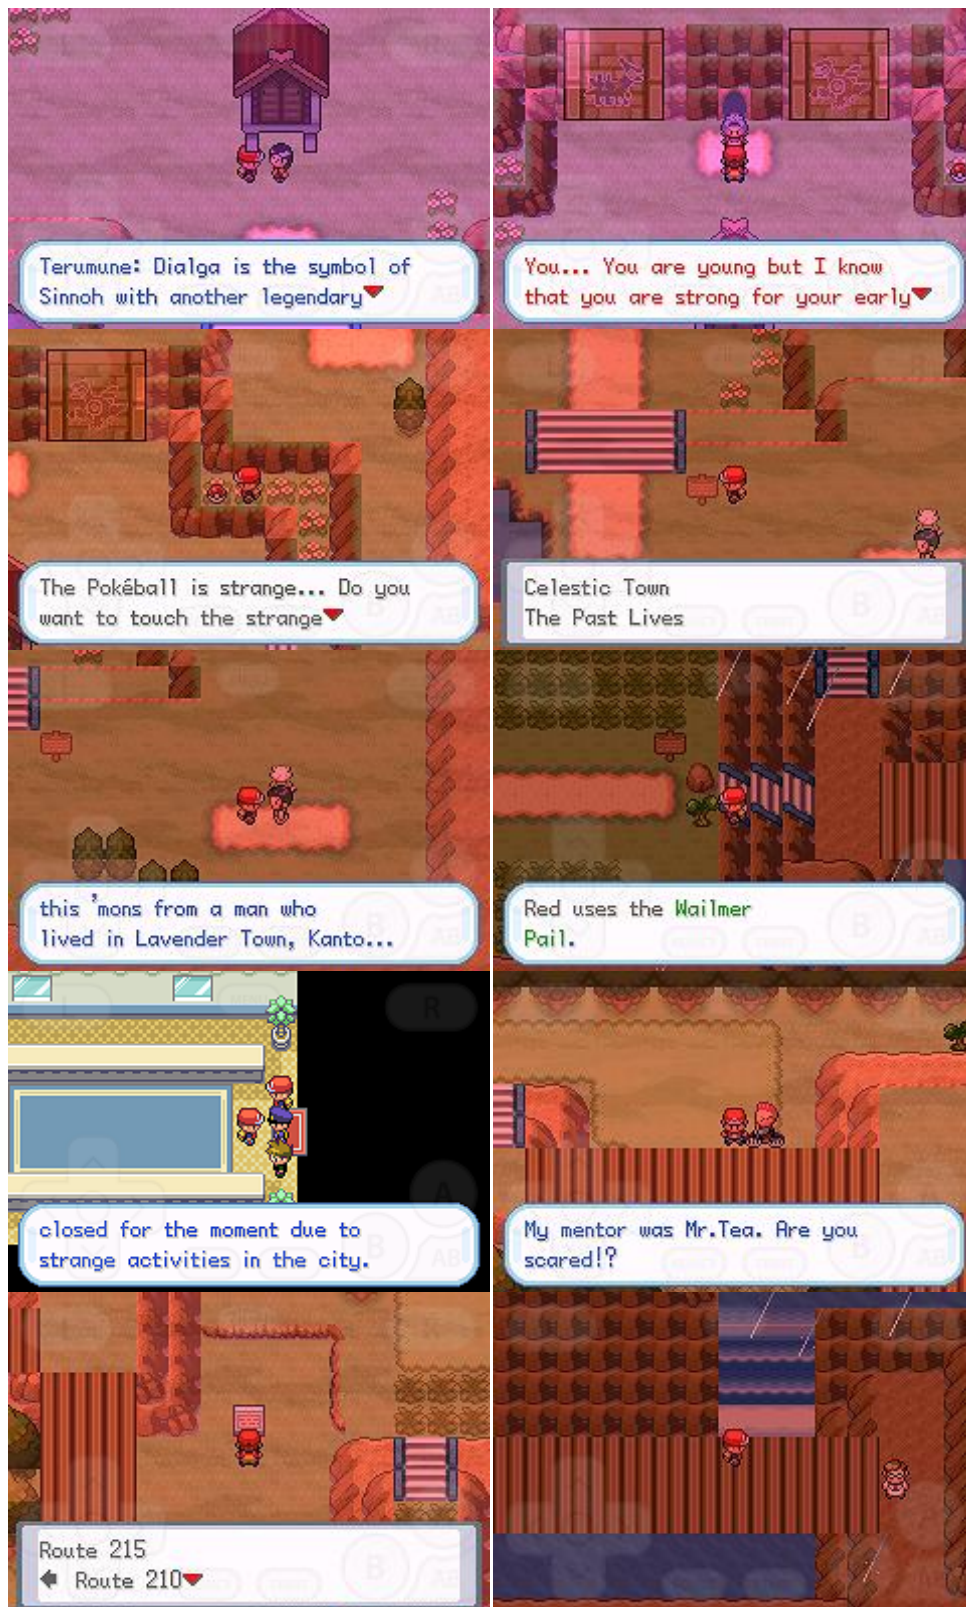 Terumune: Dialga is the symbol of
Sinnoh with another legendary
You... You are young but I know
that you are strong for your early
The Pokéball is strange... Do you
want to touch the strange
Celestic Town
The Past Lives
this 'mons from a man who
lived in Lavender Town, Kanto...
Red uses the Wailmer
Pail.
R
A
B
closed for the moment due to
strange activities in the city.
My mentor was Mr.Tea. Are you
scared!?
Route 215
Route 210